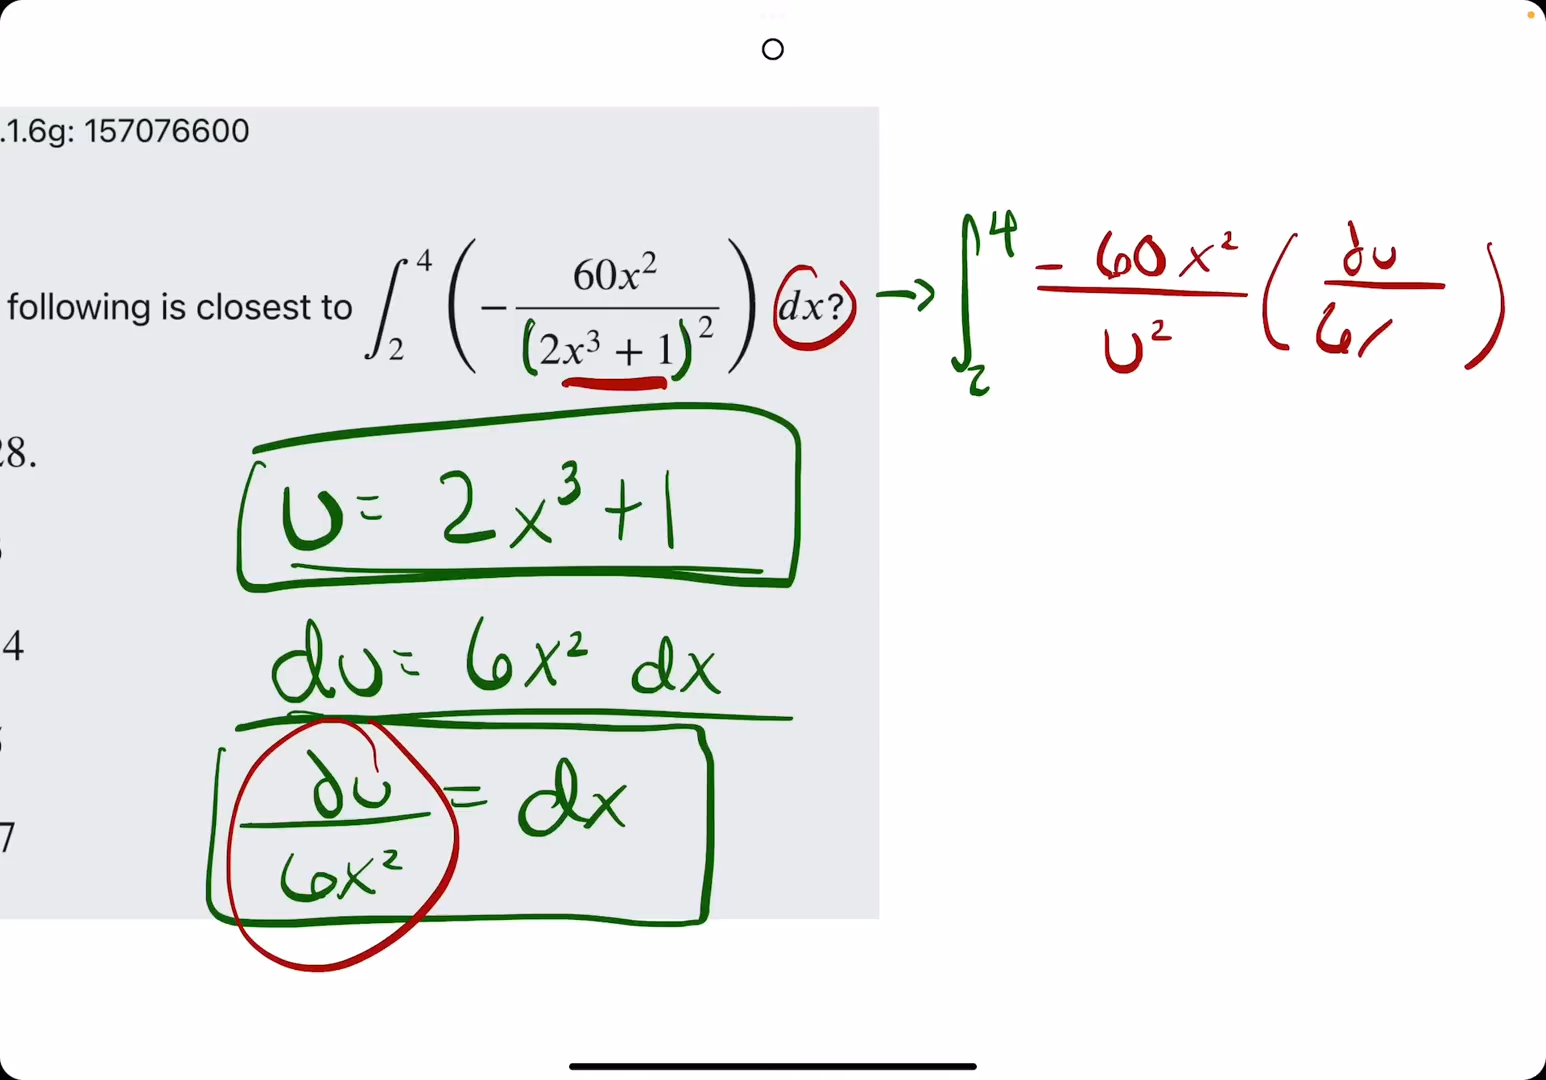 .1.6g: 157076600
following is closest to ∫₂⁴ (− 60x² / (2x³ + 1)²) dx? → ∫₂⁴ −60x² / U² (du / 6x)
28.
U = 2x³ + 1
4
du = 6x² dx
du / 6x² = dx
7